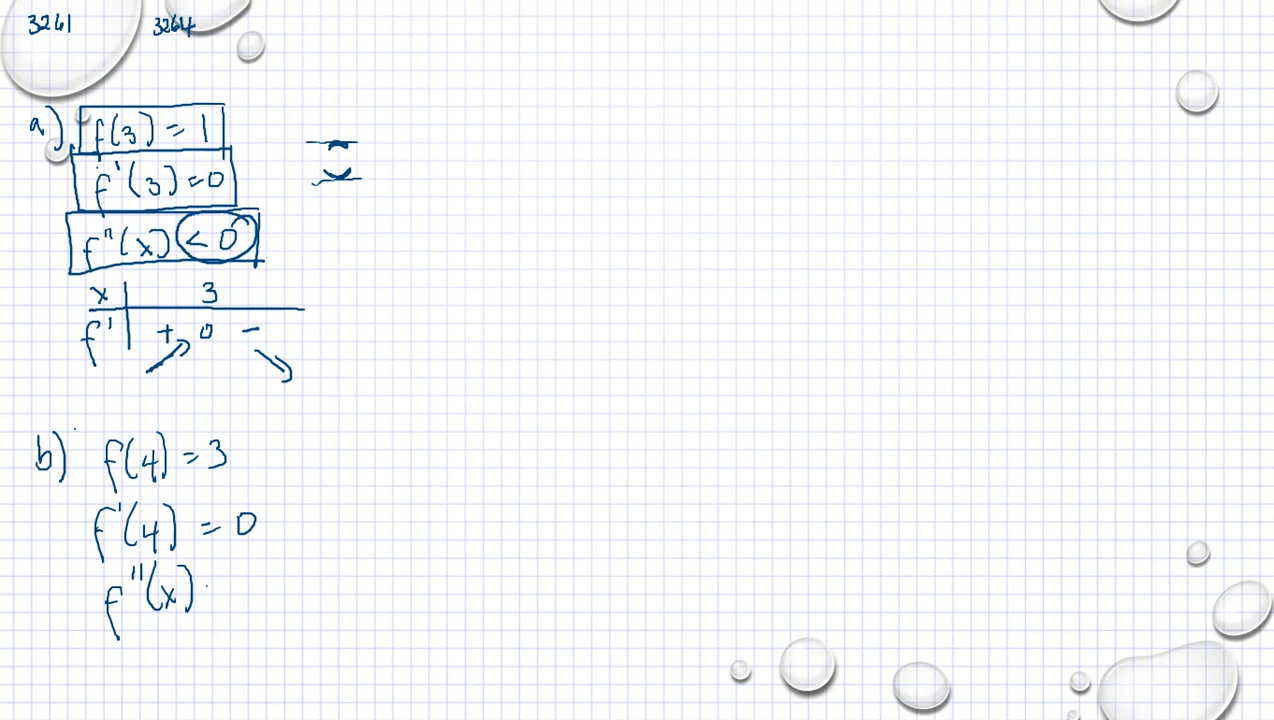 3261 3264
a) f(3) = 1
f'(3) = 0
f''(x) < 0
x | 3
f' | + 0 -
b) f(4) = 3
f'(4) = 0
f''(x)